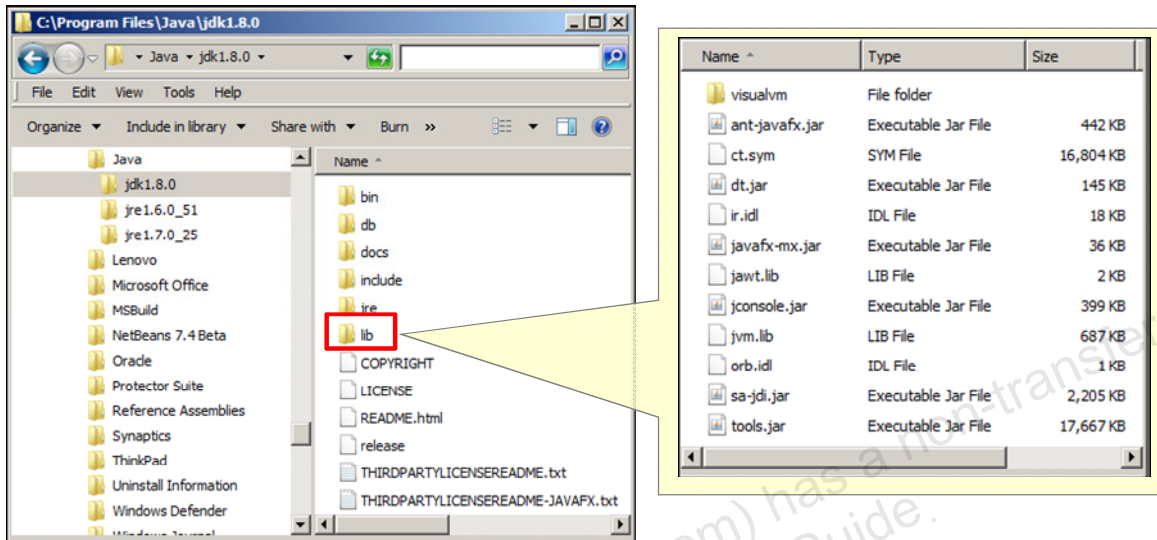 C:\Program Files\Java\jdk1.8.0
Java jdk1.8.0
File Edit View Tools Help
Organize Include in library Share with Burn »
Java
jdk1.8.0
jre1.6.0_51
jre1.7.0_25
Lenovo
Microsoft Office
MSBuild
NetBeans 7.4 Beta
Oracle
Protector Suite
Reference Assemblies
Synaptics
ThinkPad
Uninstall Information
Windows Defender
Windows Journal
Name
bin
db
docs
include
jre
lib
COPYRIGHT
LICENSE
README.html
release
THIRDPARTYLICENSEREADME.txt
THIRDPARTYLICENSEREADME-JAVAFX.txt
Name Type Size
visualvm File folder
ant-javafx.jar Executable Jar File 442 KB
ct.sym SYM File 16,804 KB
dt.jar Executable Jar File 145 KB
ir.idl IDL File 18 KB
javafx-mx.jar Executable Jar File 36 KB
jawt.lib LIB File 2 KB
jconsole.jar Executable Jar File 399 KB
jvm.lib LIB File 687 KB
orb.idl IDL File 1 KB
sa-jdi.jar Executable Jar File 2,205 KB
tools.jar Executable Jar File 17,667 KB
has a non-transfer
om) has
Guide.